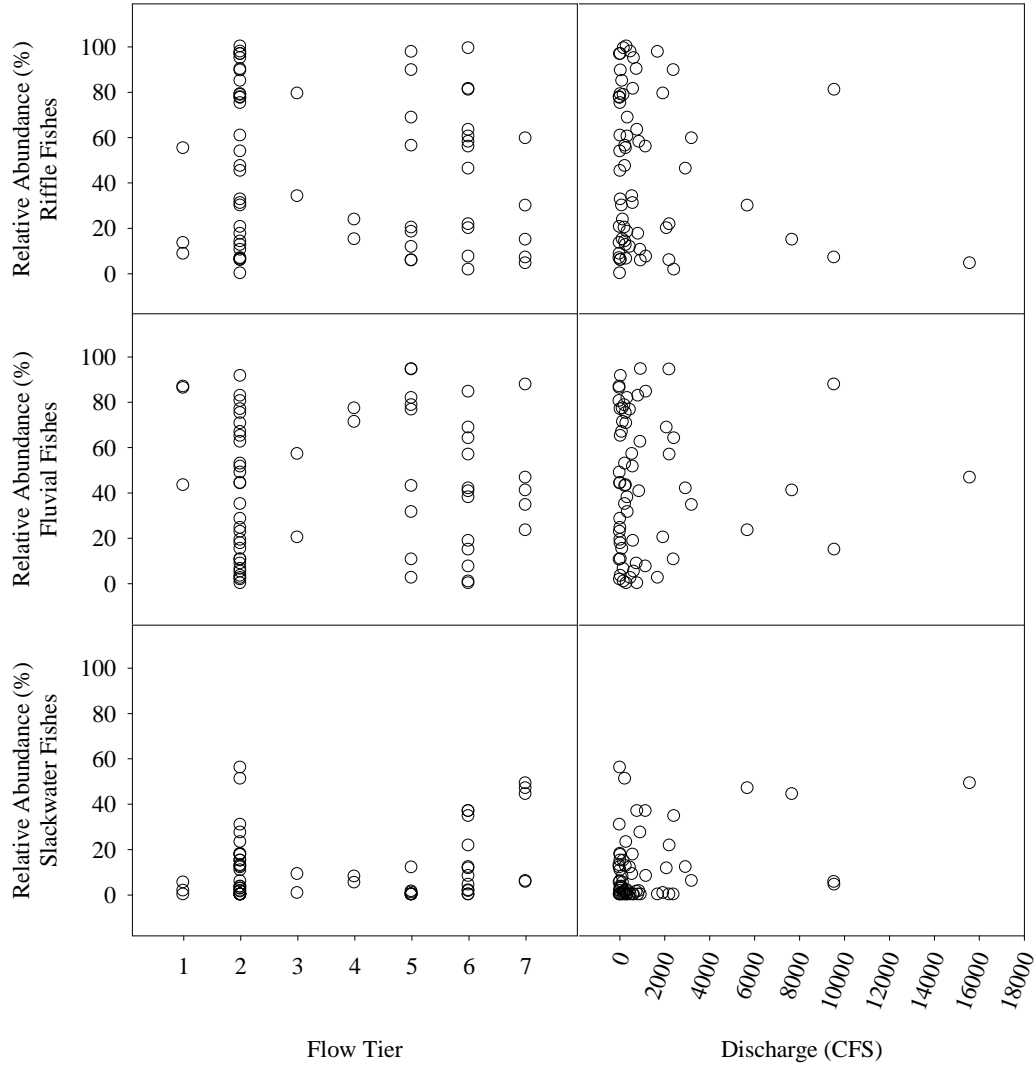 Relative Abundance (%)
Riffle Fishes
100
80
60
40
20
0
Relative Abundance (%)
Fluvial Fishes
100
80
60
40
20
0
Relative Abundance (%)
Slackwater Fishes
100
80
60
40
20
0
1 2 3 4 5 6 7
0 2000 4000 6000 8000 10000 12000 14000 16000 18000
Flow Tier
Discharge (CFS)